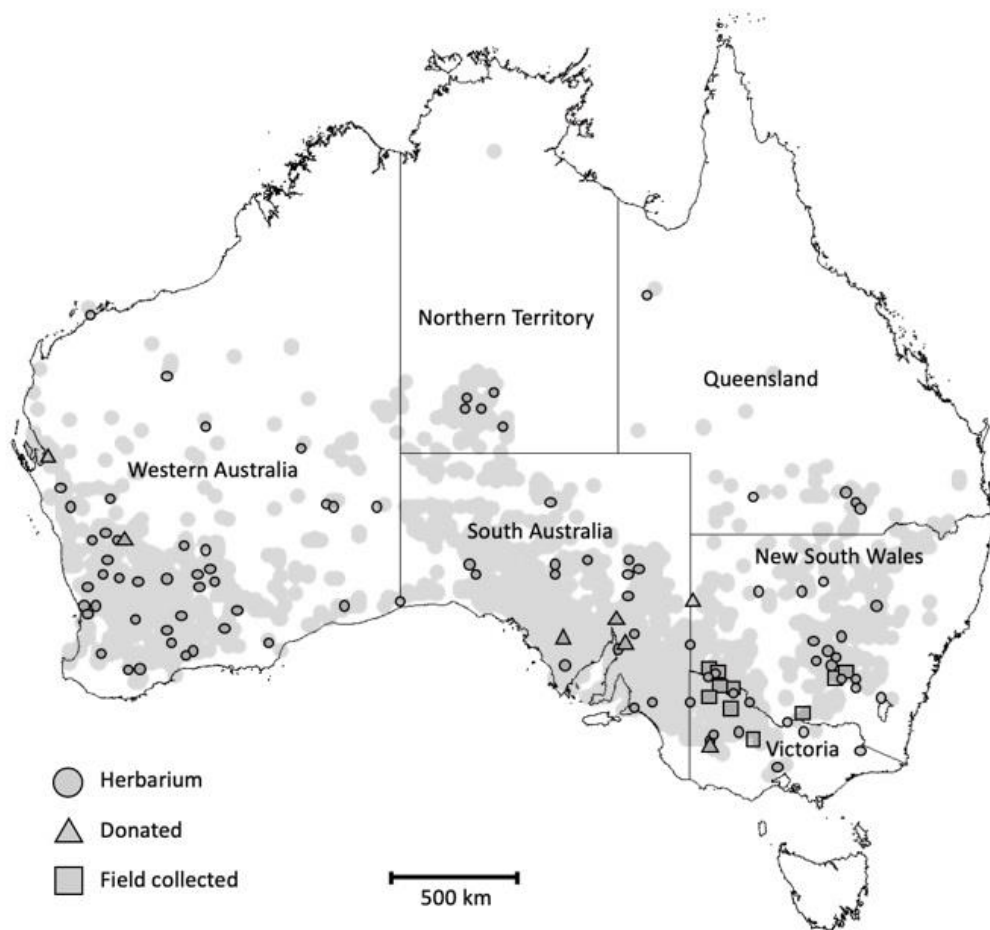 Northern Territory
Queensland
Western Australia
South Australia
New South Wales
Victoria
Herbarium
Donated
Field collected
500 km